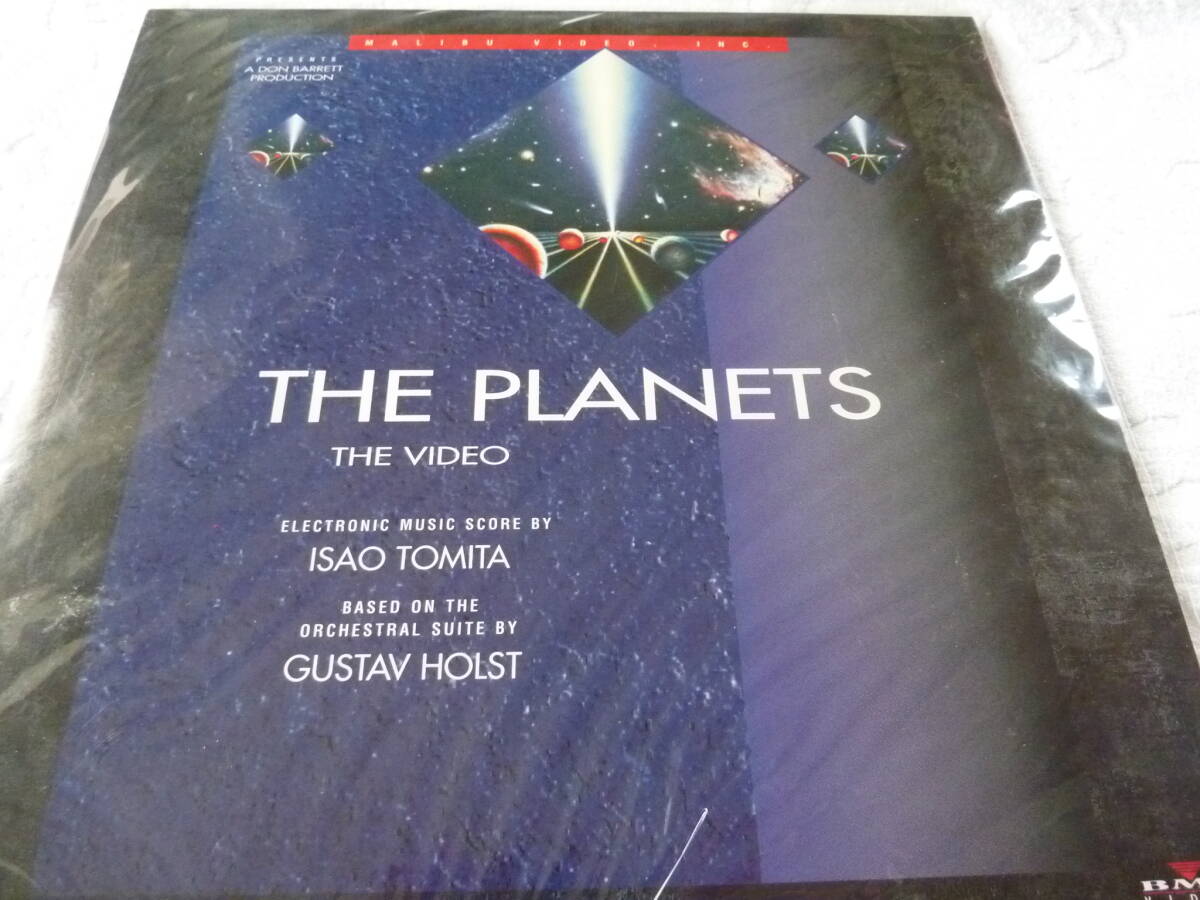 MALIBU VIDEO, INC.
PRESENTS
A DON BARRETT
PRODUCTION
THE PLANETS
THE VIDEO
ELECTRONIC MUSIC SCORE BY
ISAO TOMITA
BASED ON THE
ORCHESTRAL SUITE BY
GUSTAV HOLST